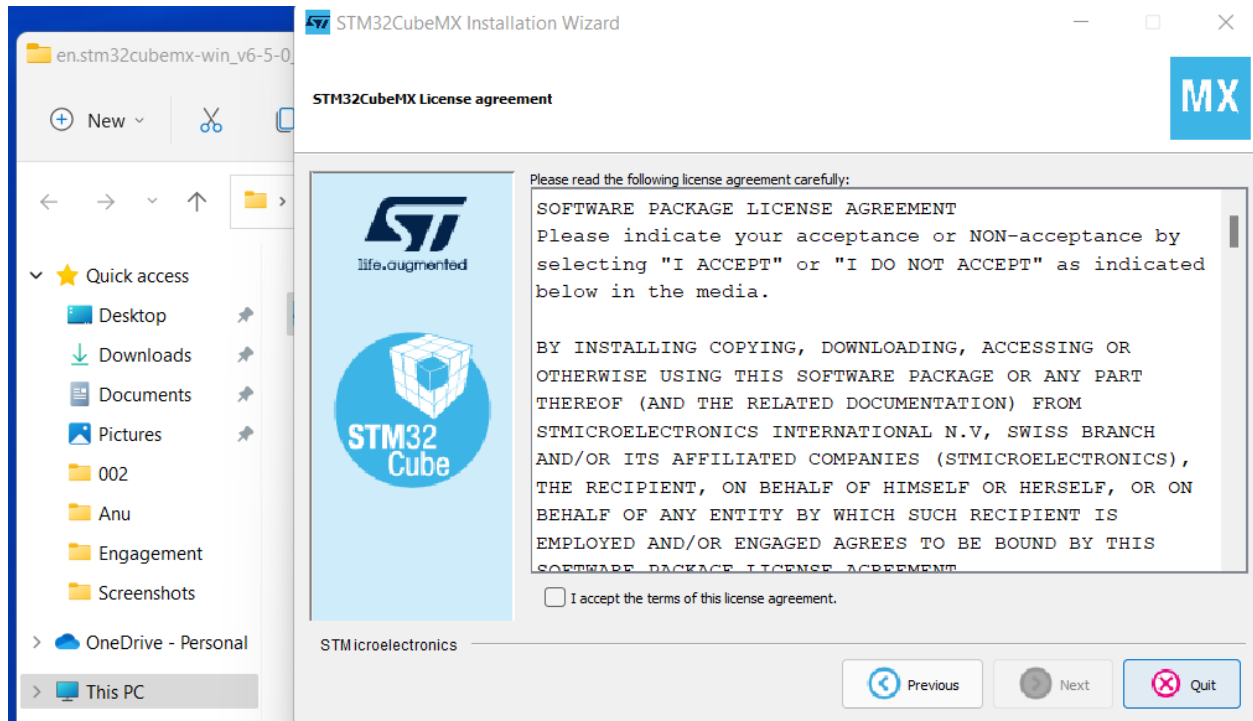 STM32CubeMX Installation Wizard
en.stm32cubemx-win_v6-5-0_
New
STM32CubeMX License agreement
MX
Quick access
Desktop
Downloads
Documents
Pictures
002
Anu
Engagement
Screenshots
OneDrive - Personal
This PC
ST
life.augmented
STM32
Cube
Please read the following license agreement carefully:
SOFTWARE PACKAGE LICENSE AGREEMENT
Please indicate your acceptance or NON-acceptance by
selecting "I ACCEPT" or "I DO NOT ACCEPT" as indicated
below in the media.
BY INSTALLING COPYING, DOWNLOADING, ACCESSING OR
OTHERWISE USING THIS SOFTWARE PACKAGE OR ANY PART
THEREOF (AND THE RELATED DOCUMENTATION) FROM
STMICROELECTRONICS INTERNATIONAL N.V, SWISS BRANCH
AND/OR ITS AFFILIATED COMPANIES (STMICROELECTRONICS),
THE RECIPIENT, ON BEHALF OF HIMSELF OR HERSELF, OR ON
BEHALF OF ANY ENTITY BY WHICH SUCH RECIPIENT IS
EMPLOYED AND/OR ENGAGED AGREES TO BE BOUND BY THIS
SOFTWARE PACKAGE LICENSE AGREEMENT
I accept the terms of this license agreement.
STMicroelectronics
Previous
Next
Quit